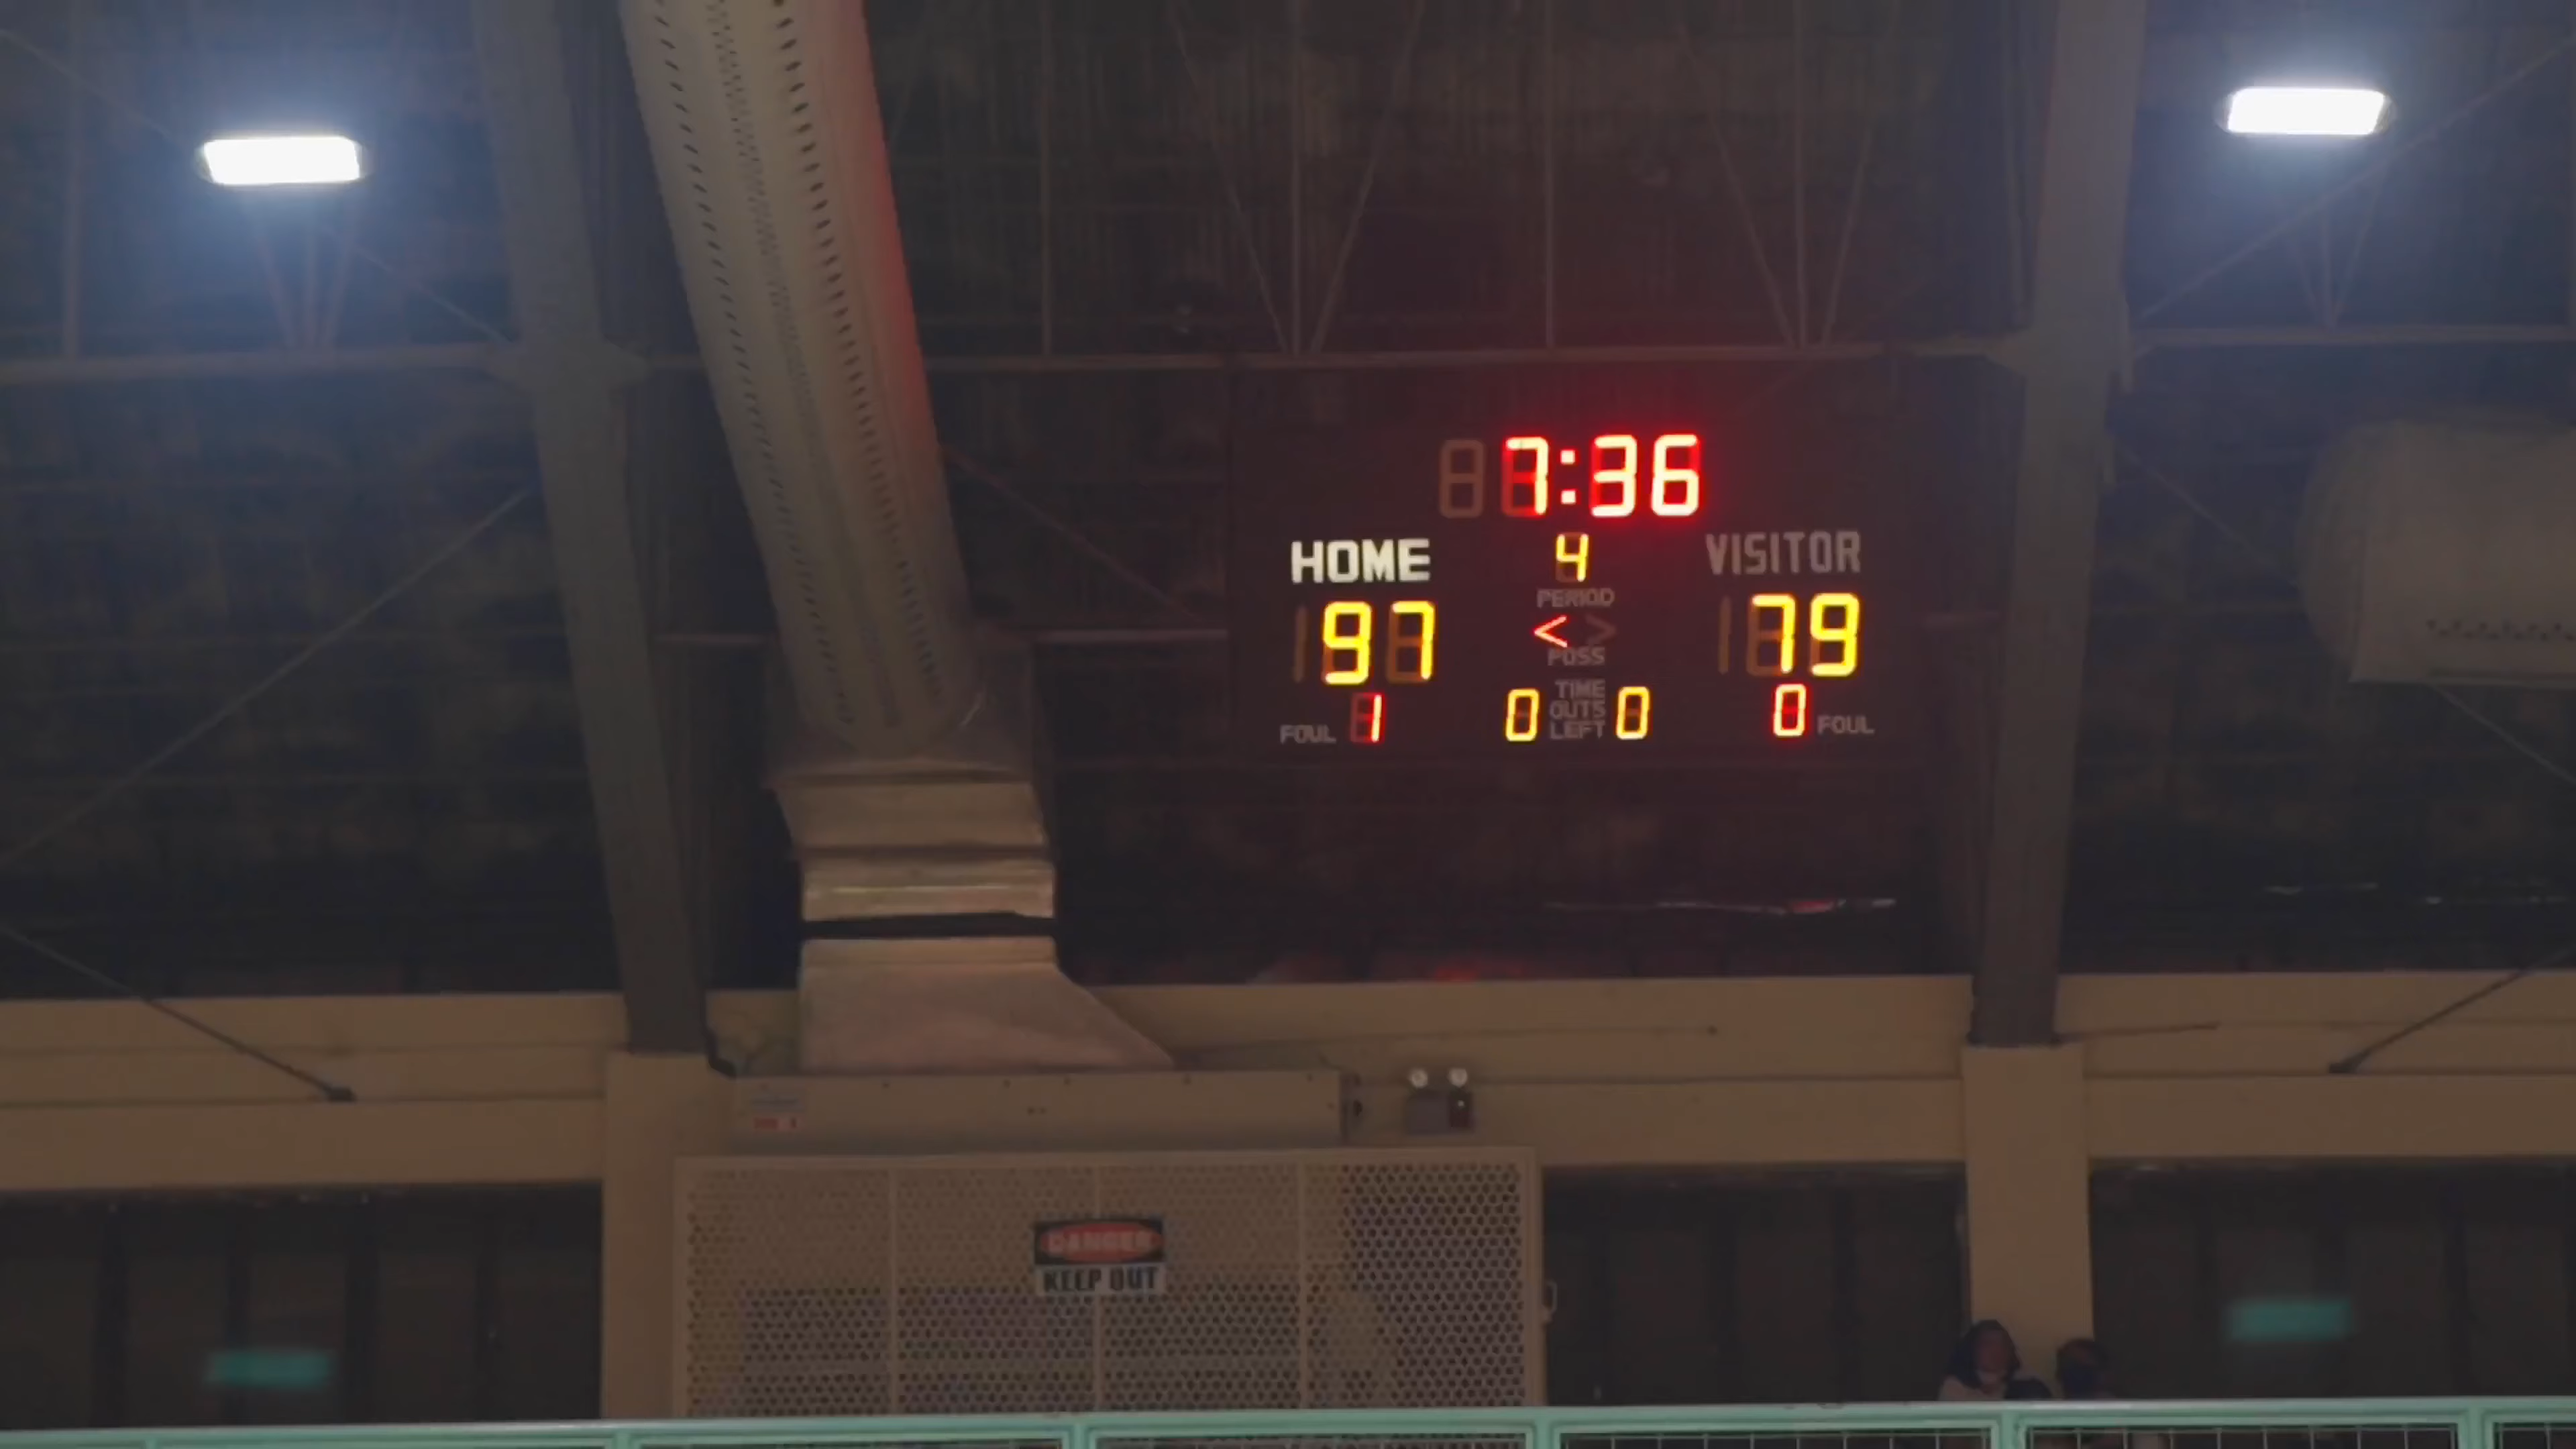 7:36
HOME 4 VISITOR
PERIOD
97 < > 79
POSS
FOUL 1 0 TIME OUTS LEFT 0 0 FOUL
DANGER
KEEP OUT